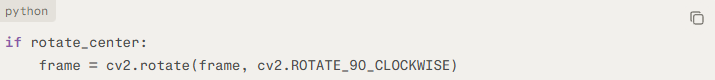 python
if rotate_center:
    frame = cv2.rotate(frame, cv2.ROTATE_90_CLOCKWISE)